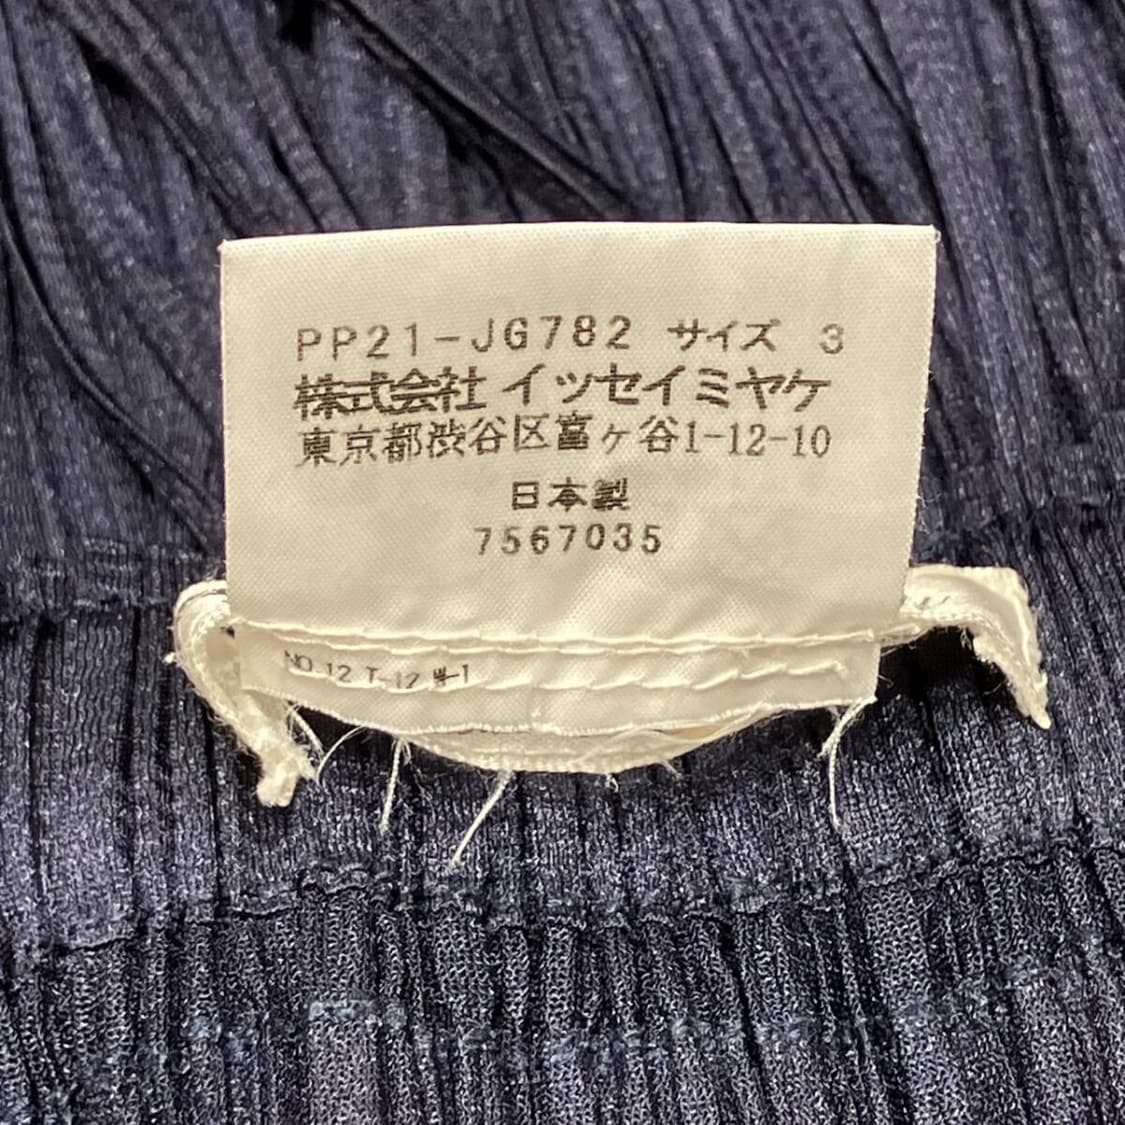 PP21-JG782 サイズ 3
株式会社 イッセイミヤケ
東京都渋谷区富ヶ谷1-12-10
日本製
7567035
NO.12 T-12